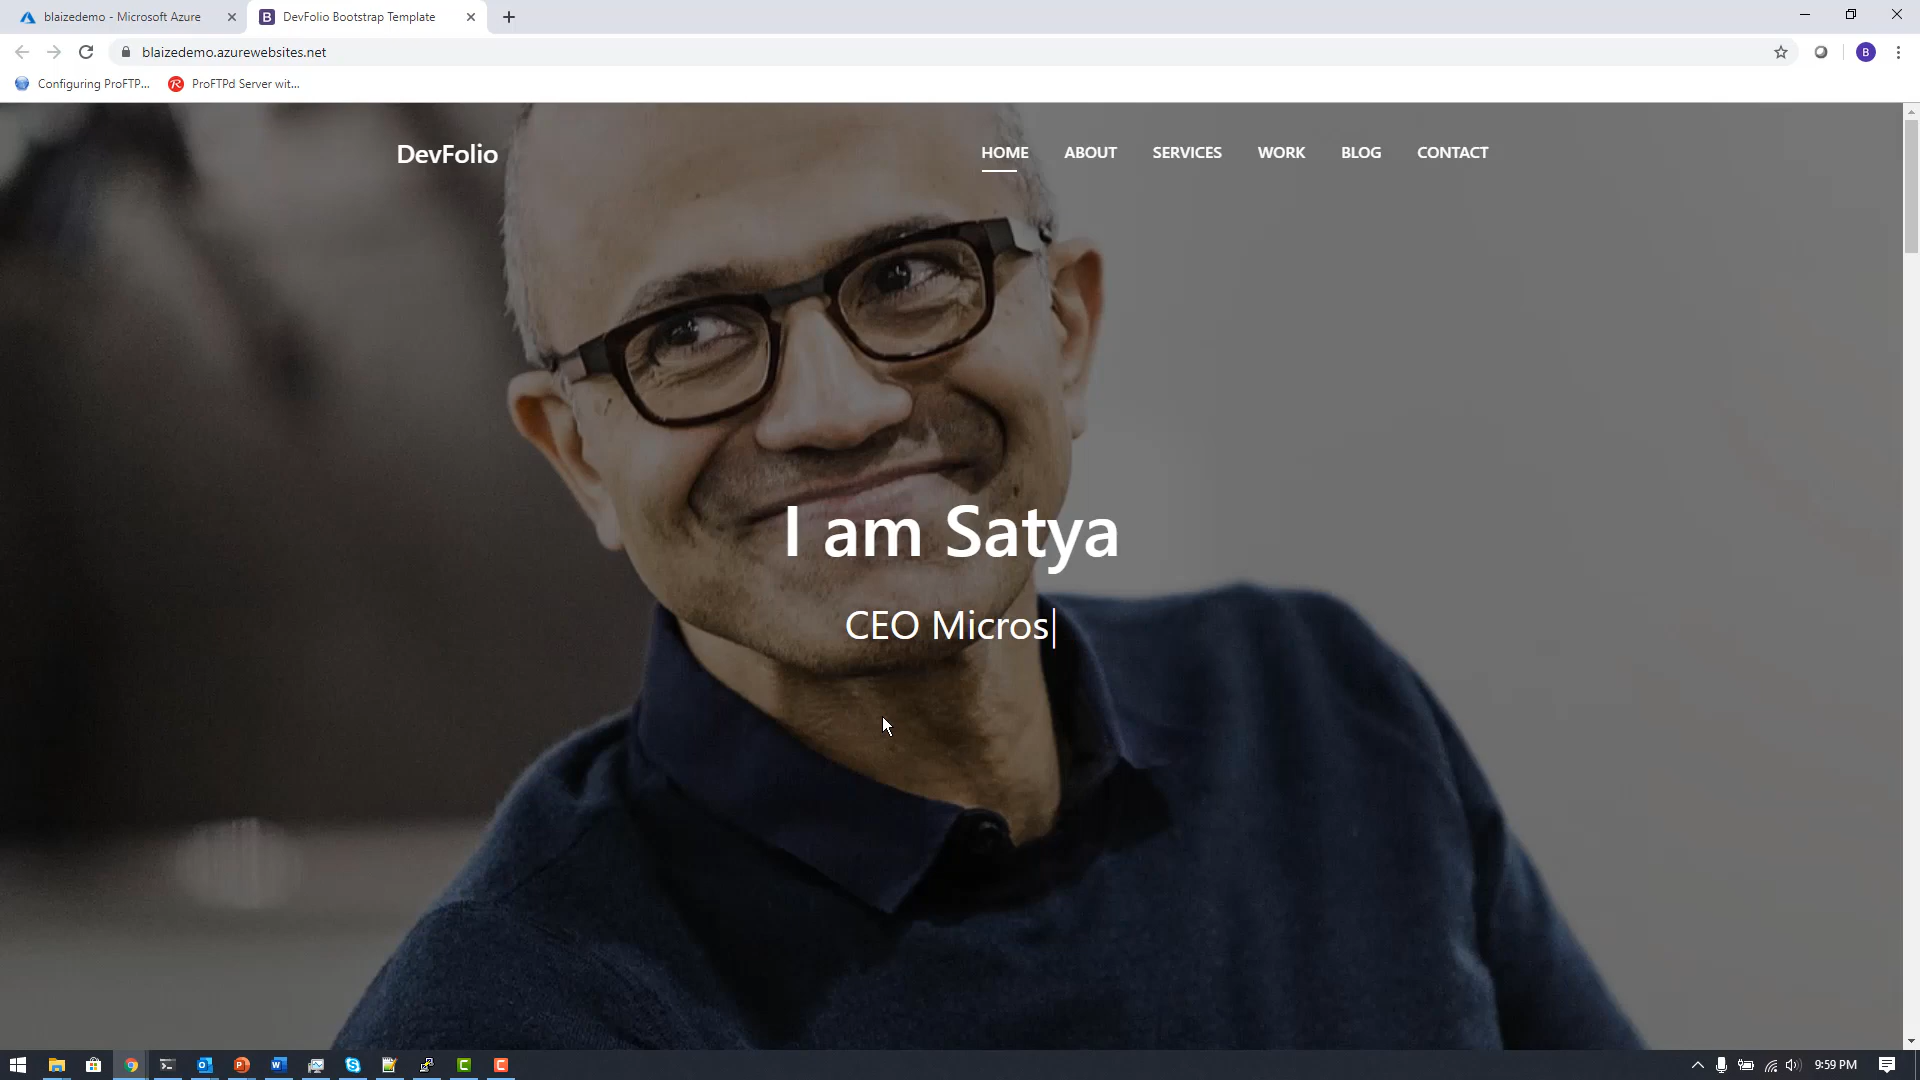 blaizedemo - Microsoft Azure
DevFolio Bootstrap Template
blaizedemo.azurewebsites.net
B
Configuring ProFTP...
ProFTPd Server wit...
DevFolio
HOME ABOUT SERVICES WORK BLOG CONTACT
I am Satya
CEO Micros
9:59 PM